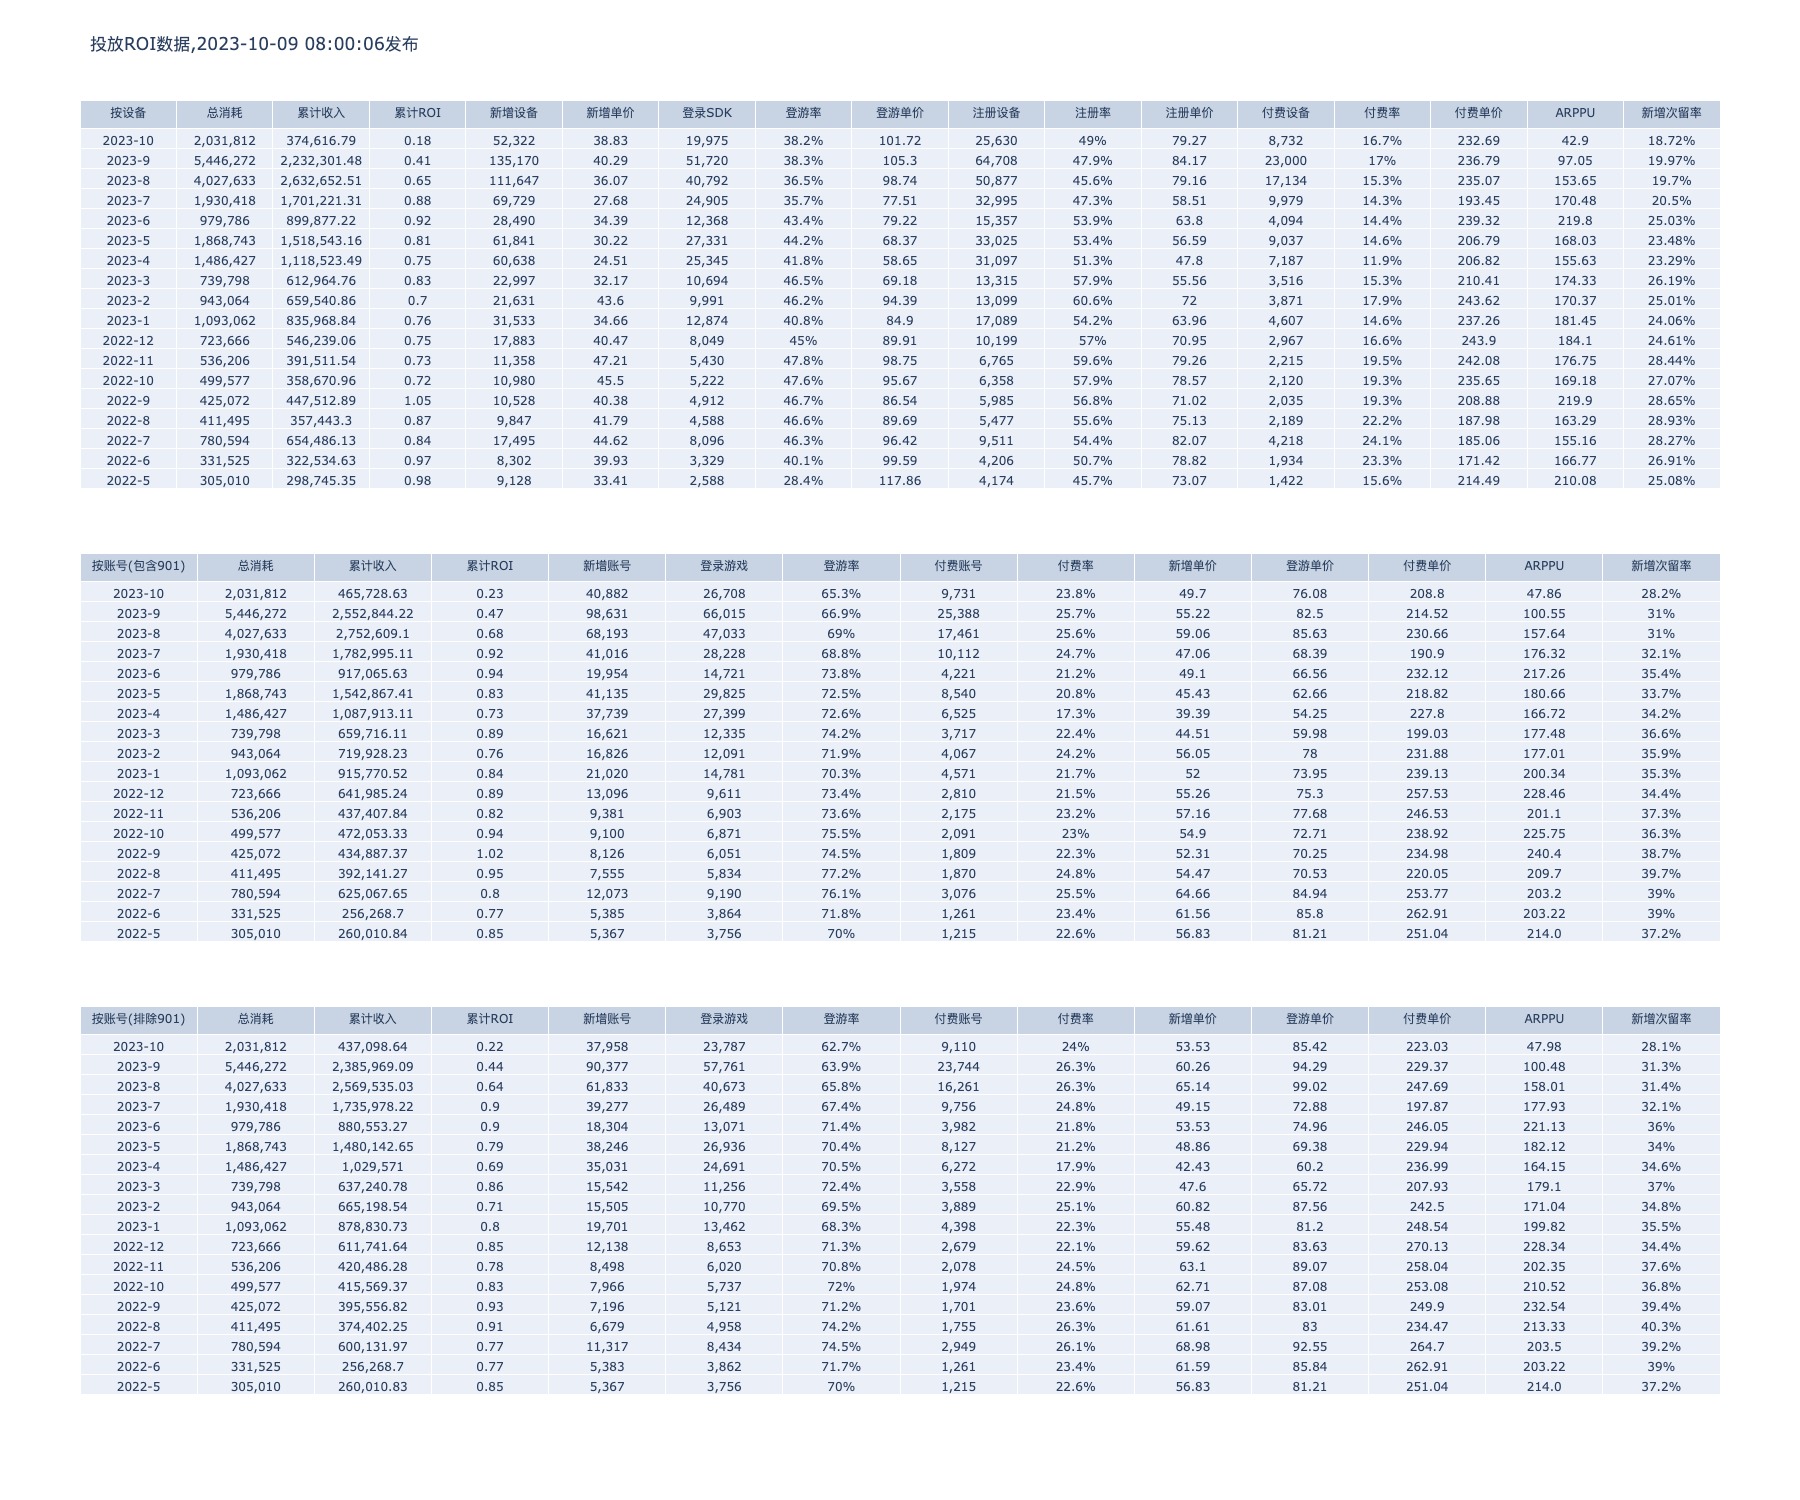 投放ROI数据,2023-10-09 08:00:06发布
按设备 总消耗 累计收入 累计ROI 新增设备 新增单价 登录SDK 登游率 登游单价 注册设备 注册率 注册单价 付费设备 付费率 付费单价 ARPPU 新增次留率
2023-10 2,031,812 374,616.79 0.18 52,322 38.83 19,975 38.2% 101.72 25,630 49% 79.27 8,732 16.7% 232.69 42.9 18.72%
2023-9 5,446,272 2,232,301.48 0.41 135,170 40.29 51,720 38.3% 105.3 64,708 47.9% 84.17 23,000 17% 236.79 97.05 19.97%
2023-8 4,027,633 2,632,652.51 0.65 111,647 36.07 40,792 36.5% 98.74 50,877 45.6% 79.16 17,134 15.3% 235.07 153.65 19.7%
2023-7 1,930,418 1,701,221.31 0.88 69,729 27.68 24,905 35.7% 77.51 32,995 47.3% 58.51 9,979 14.3% 193.45 170.48 20.5%
2023-6 979,786 899,877.22 0.92 28,490 34.39 12,368 43.4% 79.22 15,357 53.9% 63.8 4,094 14.4% 239.32 219.8 25.03%
2023-5 1,868,743 1,518,543.16 0.81 61,841 30.22 27,331 44.2% 68.37 33,025 53.4% 56.59 9,037 14.6% 206.79 168.03 23.48%
2023-4 1,486,427 1,118,523.49 0.75 60,638 24.51 25,345 41.8% 58.65 31,097 51.3% 47.8 7,187 11.9% 206.82 155.63 23.29%
2023-3 739,798 612,964.76 0.83 22,997 32.17 10,694 46.5% 69.18 13,315 57.9% 55.56 3,516 15.3% 210.41 174.33 26.19%
2023-2 943,064 659,540.86 0.7 21,631 43.6 9,991 46.2% 94.39 13,099 60.6% 72 3,871 17.9% 243.62 170.37 25.01%
2023-1 1,093,062 835,968.84 0.76 31,533 34.66 12,874 40.8% 84.9 17,089 54.2% 63.96 4,607 14.6% 237.26 181.45 24.06%
2022-12 723,666 546,239.06 0.75 17,883 40.47 8,049 45% 89.91 10,199 57% 70.95 2,967 16.6% 243.9 184.1 24.61%
2022-11 536,206 391,511.54 0.73 11,358 47.21 5,430 47.8% 98.75 6,765 59.6% 79.26 2,215 19.5% 242.08 176.75 28.44%
2022-10 499,577 358,670.96 0.72 10,980 45.5 5,222 47.6% 95.67 6,358 57.9% 78.57 2,120 19.3% 235.65 169.18 27.07%
2022-9 425,072 447,512.89 1.05 10,528 40.38 4,912 46.7% 86.54 5,985 56.8% 71.02 2,035 19.3% 208.88 219.9 28.65%
2022-8 411,495 357,443.3 0.87 9,847 41.79 4,588 46.6% 89.69 5,477 55.6% 75.13 2,189 22.2% 187.98 163.29 28.93%
2022-7 780,594 654,486.13 0.84 17,495 44.62 8,096 46.3% 96.42 9,511 54.4% 82.07 4,218 24.1% 185.06 155.16 28.27%
2022-6 331,525 322,534.63 0.97 8,302 39.93 3,329 40.1% 99.59 4,206 50.7% 78.82 1,934 23.3% 171.42 166.77 26.91%
2022-5 305,010 298,745.35 0.98 9,128 33.41 2,588 28.4% 117.86 4,174 45.7% 73.07 1,422 15.6% 214.49 210.08 25.08%
按账号(包含901) 总消耗 累计收入 累计ROI 新增账号 登录游戏 登游率 付费账号 付费率 新增单价 登游单价 付费单价 ARPPU 新增次留率
2023-10 2,031,812 465,728.63 0.23 40,882 26,708 65.3% 9,731 23.8% 49.7 76.08 208.8 47.86 28.2%
2023-9 5,446,272 2,552,844.22 0.47 98,631 66,015 66.9% 25,388 25.7% 55.22 82.5 214.52 100.55 31%
2023-8 4,027,633 2,752,609.1 0.68 68,193 47,033 69% 17,461 25.6% 59.06 85.63 230.66 157.64 31%
2023-7 1,930,418 1,782,995.11 0.92 41,016 28,228 68.8% 10,112 24.7% 47.06 68.39 190.9 176.32 32.1%
2023-6 979,786 917,065.63 0.94 19,954 14,721 73.8% 4,221 21.2% 49.1 66.56 232.12 217.26 35.4%
2023-5 1,868,743 1,542,867.41 0.83 41,135 29,825 72.5% 8,540 20.8% 45.43 62.66 218.82 180.66 33.7%
2023-4 1,486,427 1,087,913.11 0.73 37,739 27,399 72.6% 6,525 17.3% 39.39 54.25 227.8 166.72 34.2%
2023-3 739,798 659,716.11 0.89 16,621 12,335 74.2% 3,717 22.4% 44.51 59.98 199.03 177.48 36.6%
2023-2 943,064 719,928.23 0.76 16,826 12,091 71.9% 4,067 24.2% 56.05 78 231.88 177.01 35.9%
2023-1 1,093,062 915,770.52 0.84 21,020 14,781 70.3% 4,571 21.7% 52 73.95 239.13 200.34 35.3%
2022-12 723,666 641,985.24 0.89 13,096 9,611 73.4% 2,810 21.5% 55.26 75.3 257.53 228.46 34.4%
2022-11 536,206 437,407.84 0.82 9,381 6,903 73.6% 2,175 23.2% 57.16 77.68 246.53 201.1 37.3%
2022-10 499,577 472,053.33 0.94 9,100 6,871 75.5% 2,091 23% 54.9 72.71 238.92 225.75 36.3%
2022-9 425,072 434,887.37 1.02 8,126 6,051 74.5% 1,809 22.3% 52.31 70.25 234.98 240.4 38.7%
2022-8 411,495 392,141.27 0.95 7,555 5,834 77.2% 1,870 24.8% 54.47 70.53 220.05 209.7 39.7%
2022-7 780,594 625,067.65 0.8 12,073 9,190 76.1% 3,076 25.5% 64.66 84.94 253.77 203.2 39%
2022-6 331,525 256,268.7 0.77 5,385 3,864 71.8% 1,261 23.4% 61.56 85.8 262.91 203.22 39%
2022-5 305,010 260,010.84 0.85 5,367 3,756 70% 1,215 22.6% 56.83 81.21 251.04 214.0 37.2%
按账号(排除901) 总消耗 累计收入 累计ROI 新增账号 登录游戏 登游率 付费账号 付费率 新增单价 登游单价 付费单价 ARPPU 新增次留率
2023-10 2,031,812 437,098.64 0.22 37,958 23,787 62.7% 9,110 24% 53.53 85.42 223.03 47.98 28.1%
2023-9 5,446,272 2,385,969.09 0.44 90,377 57,761 63.9% 23,744 26.3% 60.26 94.29 229.37 100.48 31.3%
2023-8 4,027,633 2,569,535.03 0.64 61,833 40,673 65.8% 16,261 26.3% 65.14 99.02 247.69 158.01 31.4%
2023-7 1,930,418 1,735,978.22 0.9 39,277 26,489 67.4% 9,756 24.8% 49.15 72.88 197.87 177.93 32.1%
2023-6 979,786 880,553.27 0.9 18,304 13,071 71.4% 3,982 21.8% 53.53 74.96 246.05 221.13 36%
2023-5 1,868,743 1,480,142.65 0.79 38,246 26,936 70.4% 8,127 21.2% 48.86 69.38 229.94 182.12 34%
2023-4 1,486,427 1,029,571 0.69 35,031 24,691 70.5% 6,272 17.9% 42.43 60.2 236.99 164.15 34.6%
2023-3 739,798 637,240.78 0.86 15,542 11,256 72.4% 3,558 22.9% 47.6 65.72 207.93 179.1 37%
2023-2 943,064 665,198.54 0.71 15,505 10,770 69.5% 3,889 25.1% 60.82 87.56 242.5 171.04 34.8%
2023-1 1,093,062 878,830.73 0.8 19,701 13,462 68.3% 4,398 22.3% 55.48 81.2 248.54 199.82 35.5%
2022-12 723,666 611,741.64 0.85 12,138 8,653 71.3% 2,679 22.1% 59.62 83.63 270.13 228.34 34.4%
2022-11 536,206 420,486.28 0.78 8,498 6,020 70.8% 2,078 24.5% 63.1 89.07 258.04 202.35 37.6%
2022-10 499,577 415,569.37 0.83 7,966 5,737 72% 1,974 24.8% 62.71 87.08 253.08 210.52 36.8%
2022-9 425,072 395,556.82 0.93 7,196 5,121 71.2% 1,701 23.6% 59.07 83.01 249.9 232.54 39.4%
2022-8 411,495 374,402.25 0.91 6,679 4,958 74.2% 1,755 26.3% 61.61 83 234.47 213.33 40.3%
2022-7 780,594 600,131.97 0.77 11,317 8,434 74.5% 2,949 26.1% 68.98 92.55 264.7 203.5 39.2%
2022-6 331,525 256,268.7 0.77 5,383 3,862 71.7% 1,261 23.4% 61.59 85.84 262.91 203.22 39%
2022-5 305,010 260,010.83 0.85 5,367 3,756 70% 1,215 22.6% 56.83 81.21 251.04 214.0 37.2%